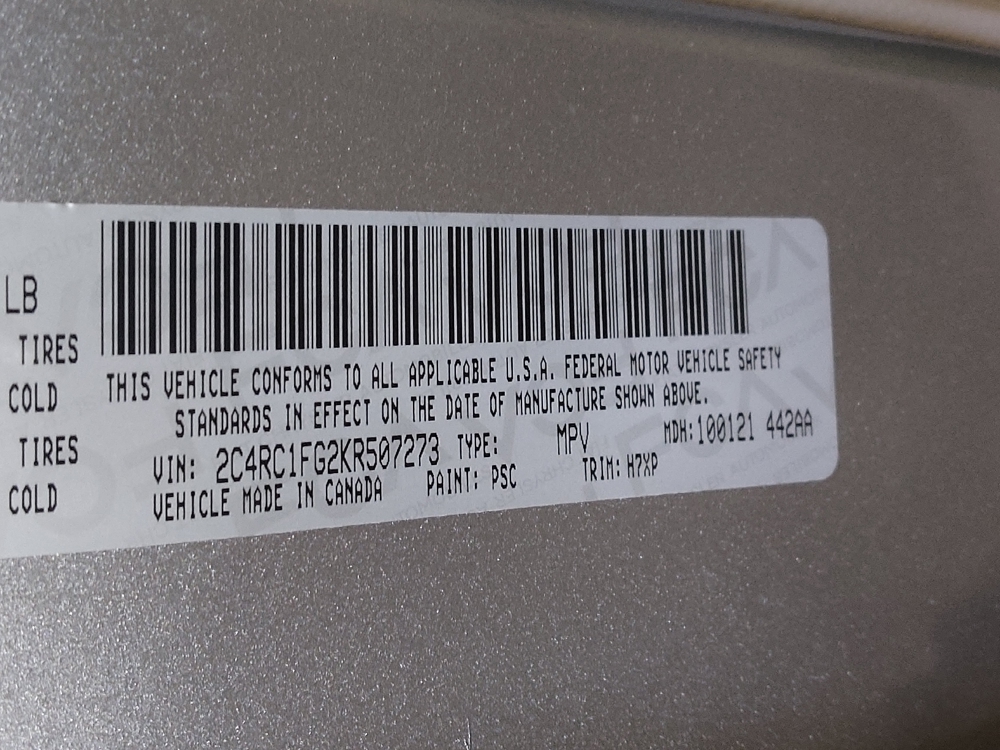 LB
TIRES
COLD
TIRES
COLD
THIS VEHICLE CONFORMS TO ALL APPLICABLE U.S.A. FEDERAL MOTOR VEHICLE SAFETY
STANDARDS IN EFFECT ON THE DATE OF MANUFACTURE SHOWN ABOVE.
VIN: 2C4RC1FG2KR507273 TYPE: MPV MDH:100121 442AA
VEHICLE MADE IN CANADA PAINT: PSC TRIM: H7XP